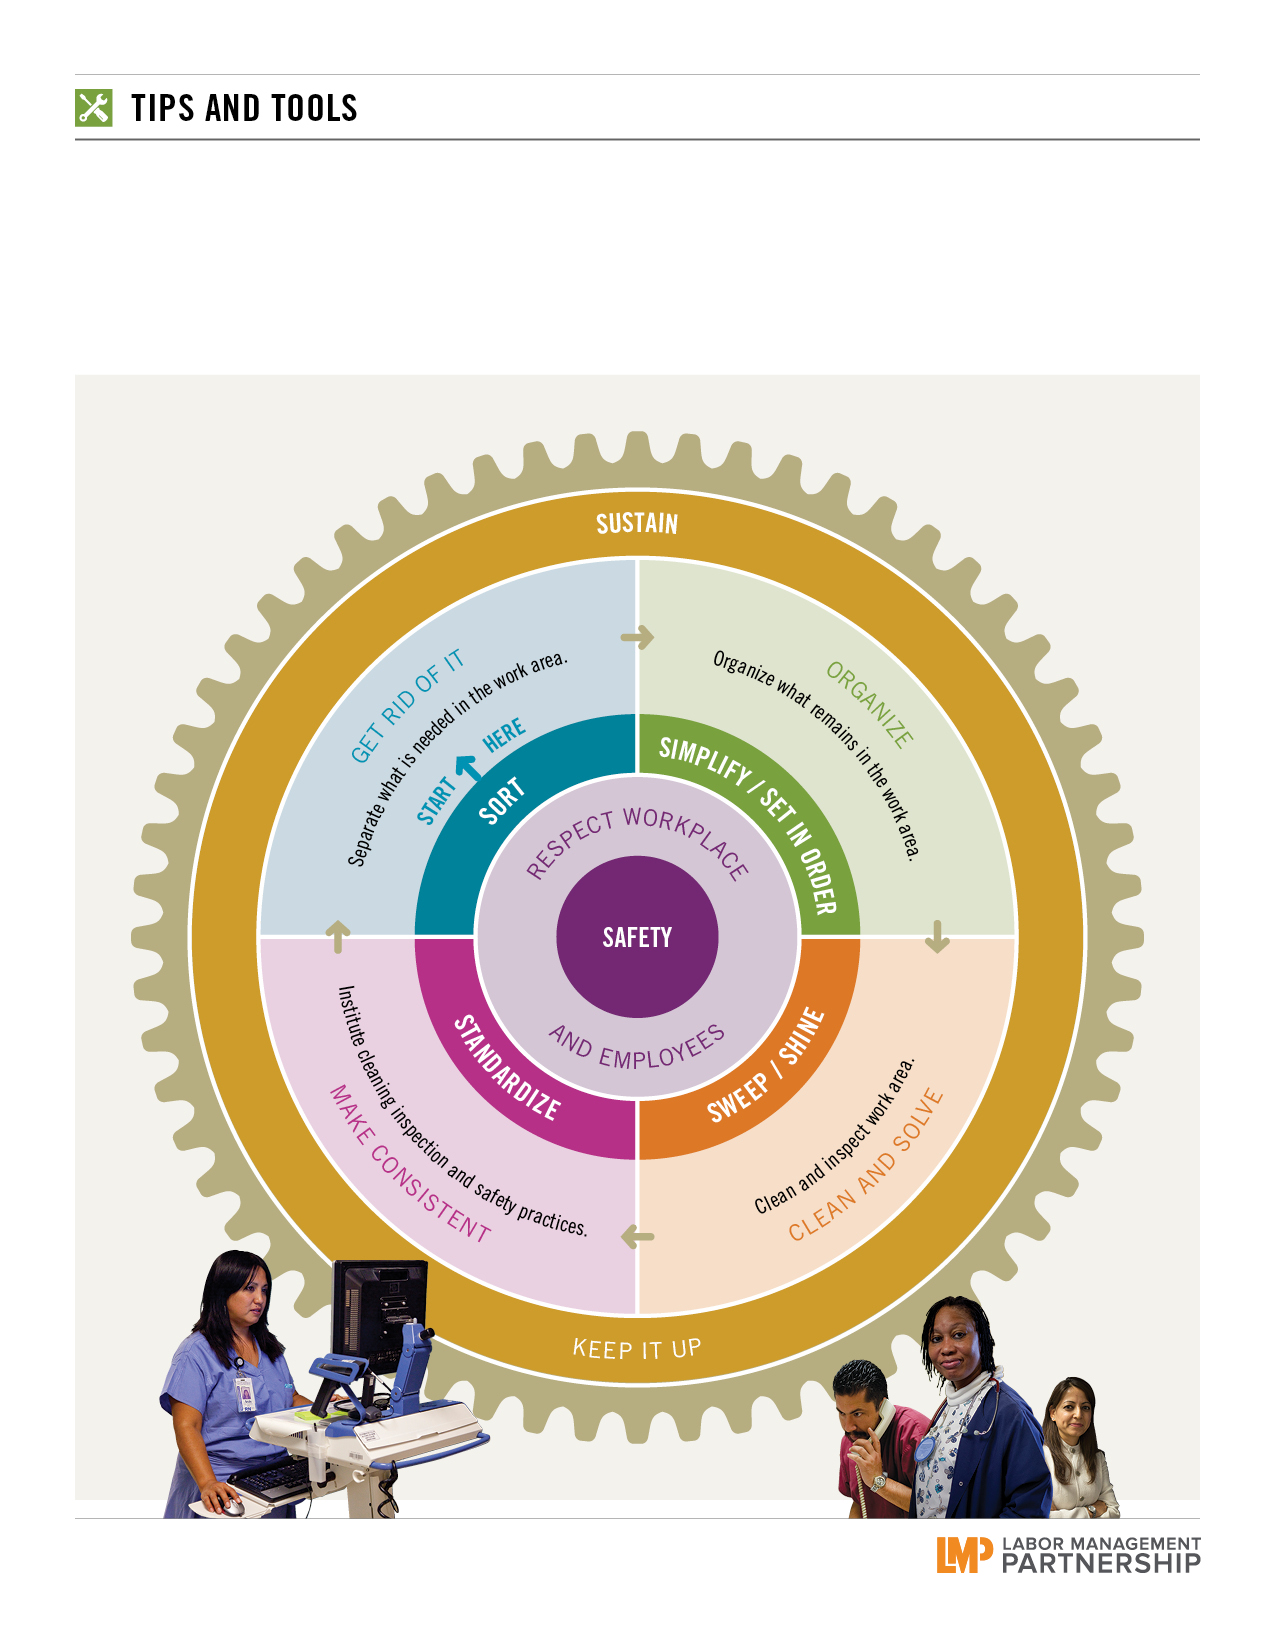 TIPS AND TOOLS
SUSTAIN
GET RID OF IT
Separate what is needed in the work area.
START HERE
SORT
ORGANIZE
Organize what remains in the work area.
SIMPLIFY / SET IN ORDER
RESPECT WORKPLACE
SAFETY
AND EMPLOYEES
STANDARDIZE
Institute cleaning inspection and safety practices.
MAKE CONSISTENT
SWEEP / SHINE
Clean and inspect work area.
CLEAN AND SOLVE
KEEP IT UP
LMP
LABOR MANAGEMENT
PARTNERSHIP